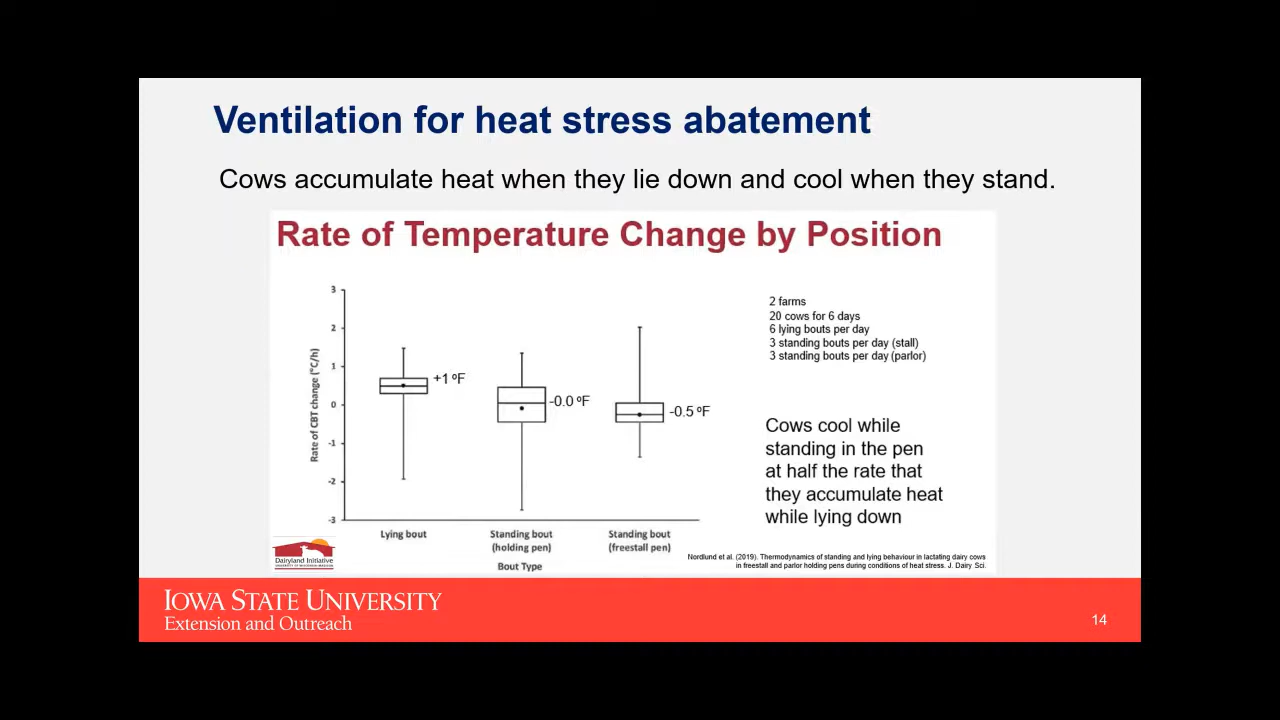 Ventilation for heat stress abatement
Cows accumulate heat when they lie down and cool when they stand.
Rate of Temperature Change by Position
2 farms
20 cows for 6 days
6 lying bouts per day
3 standing bouts per day (stall)
3 standing bouts per day (parlor)
Rate of CBT change (°C/h)
3
2
1
0
-1
-2
-3
+1 ºF
-0.0 ºF
-0.5 ºF
Cows cool while
standing in the pen
at half the rate that
they accumulate heat
while lying down
Lying bout
Standing bout
(holding pen)
Standing bout
(freestall pen)
Bout Type
Dairyland Initiative
Nordlund et al. (2019). Thermodynamics of standing and lying behaviour in lactating dairy cows
in freestall and parlor holding pens during conditions of heat stress. J. Dairy Sci.
IOWA STATE UNIVERSITY
Extension and Outreach
14